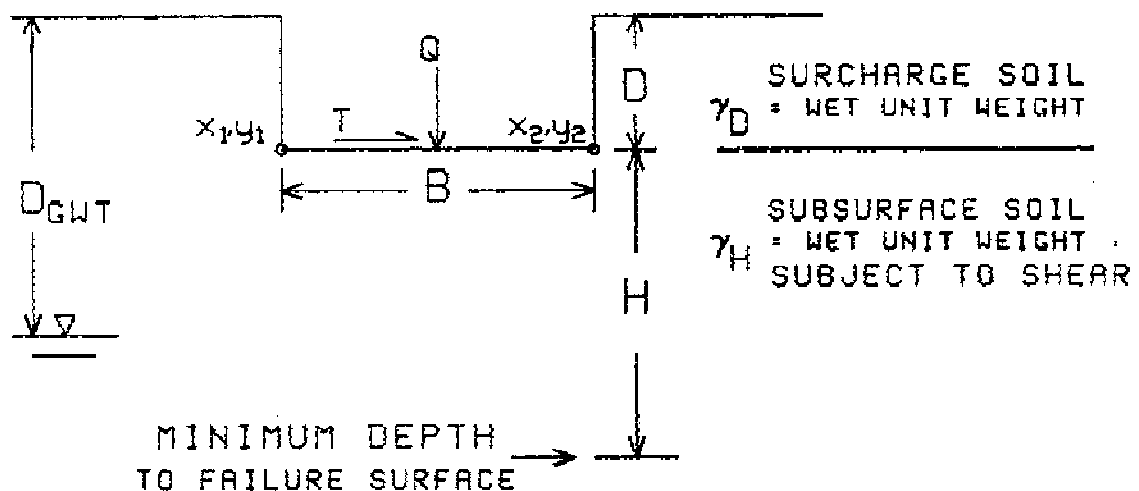 Q
D
SURCHARGE SOIL
γD = WET UNIT WEIGHT
x1,y1
T
x2,y2
B
DGWT
SUBSURFACE SOIL
γH = WET UNIT WEIGHT
SUBJECT TO SHEAR
H
MINIMUM DEPTH
TO FAILURE SURFACE